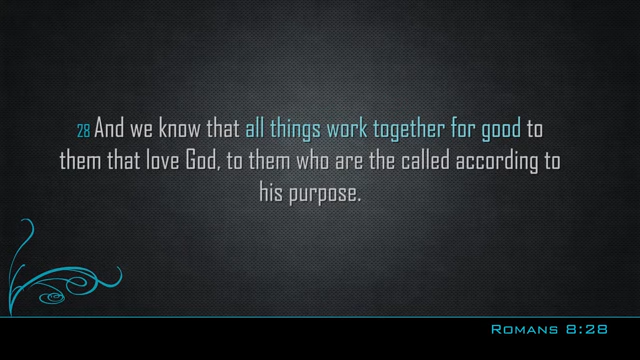 28 And we know that all things work together for good to
them that love God, to them who are the called according to
his purpose.
Romans 8:28